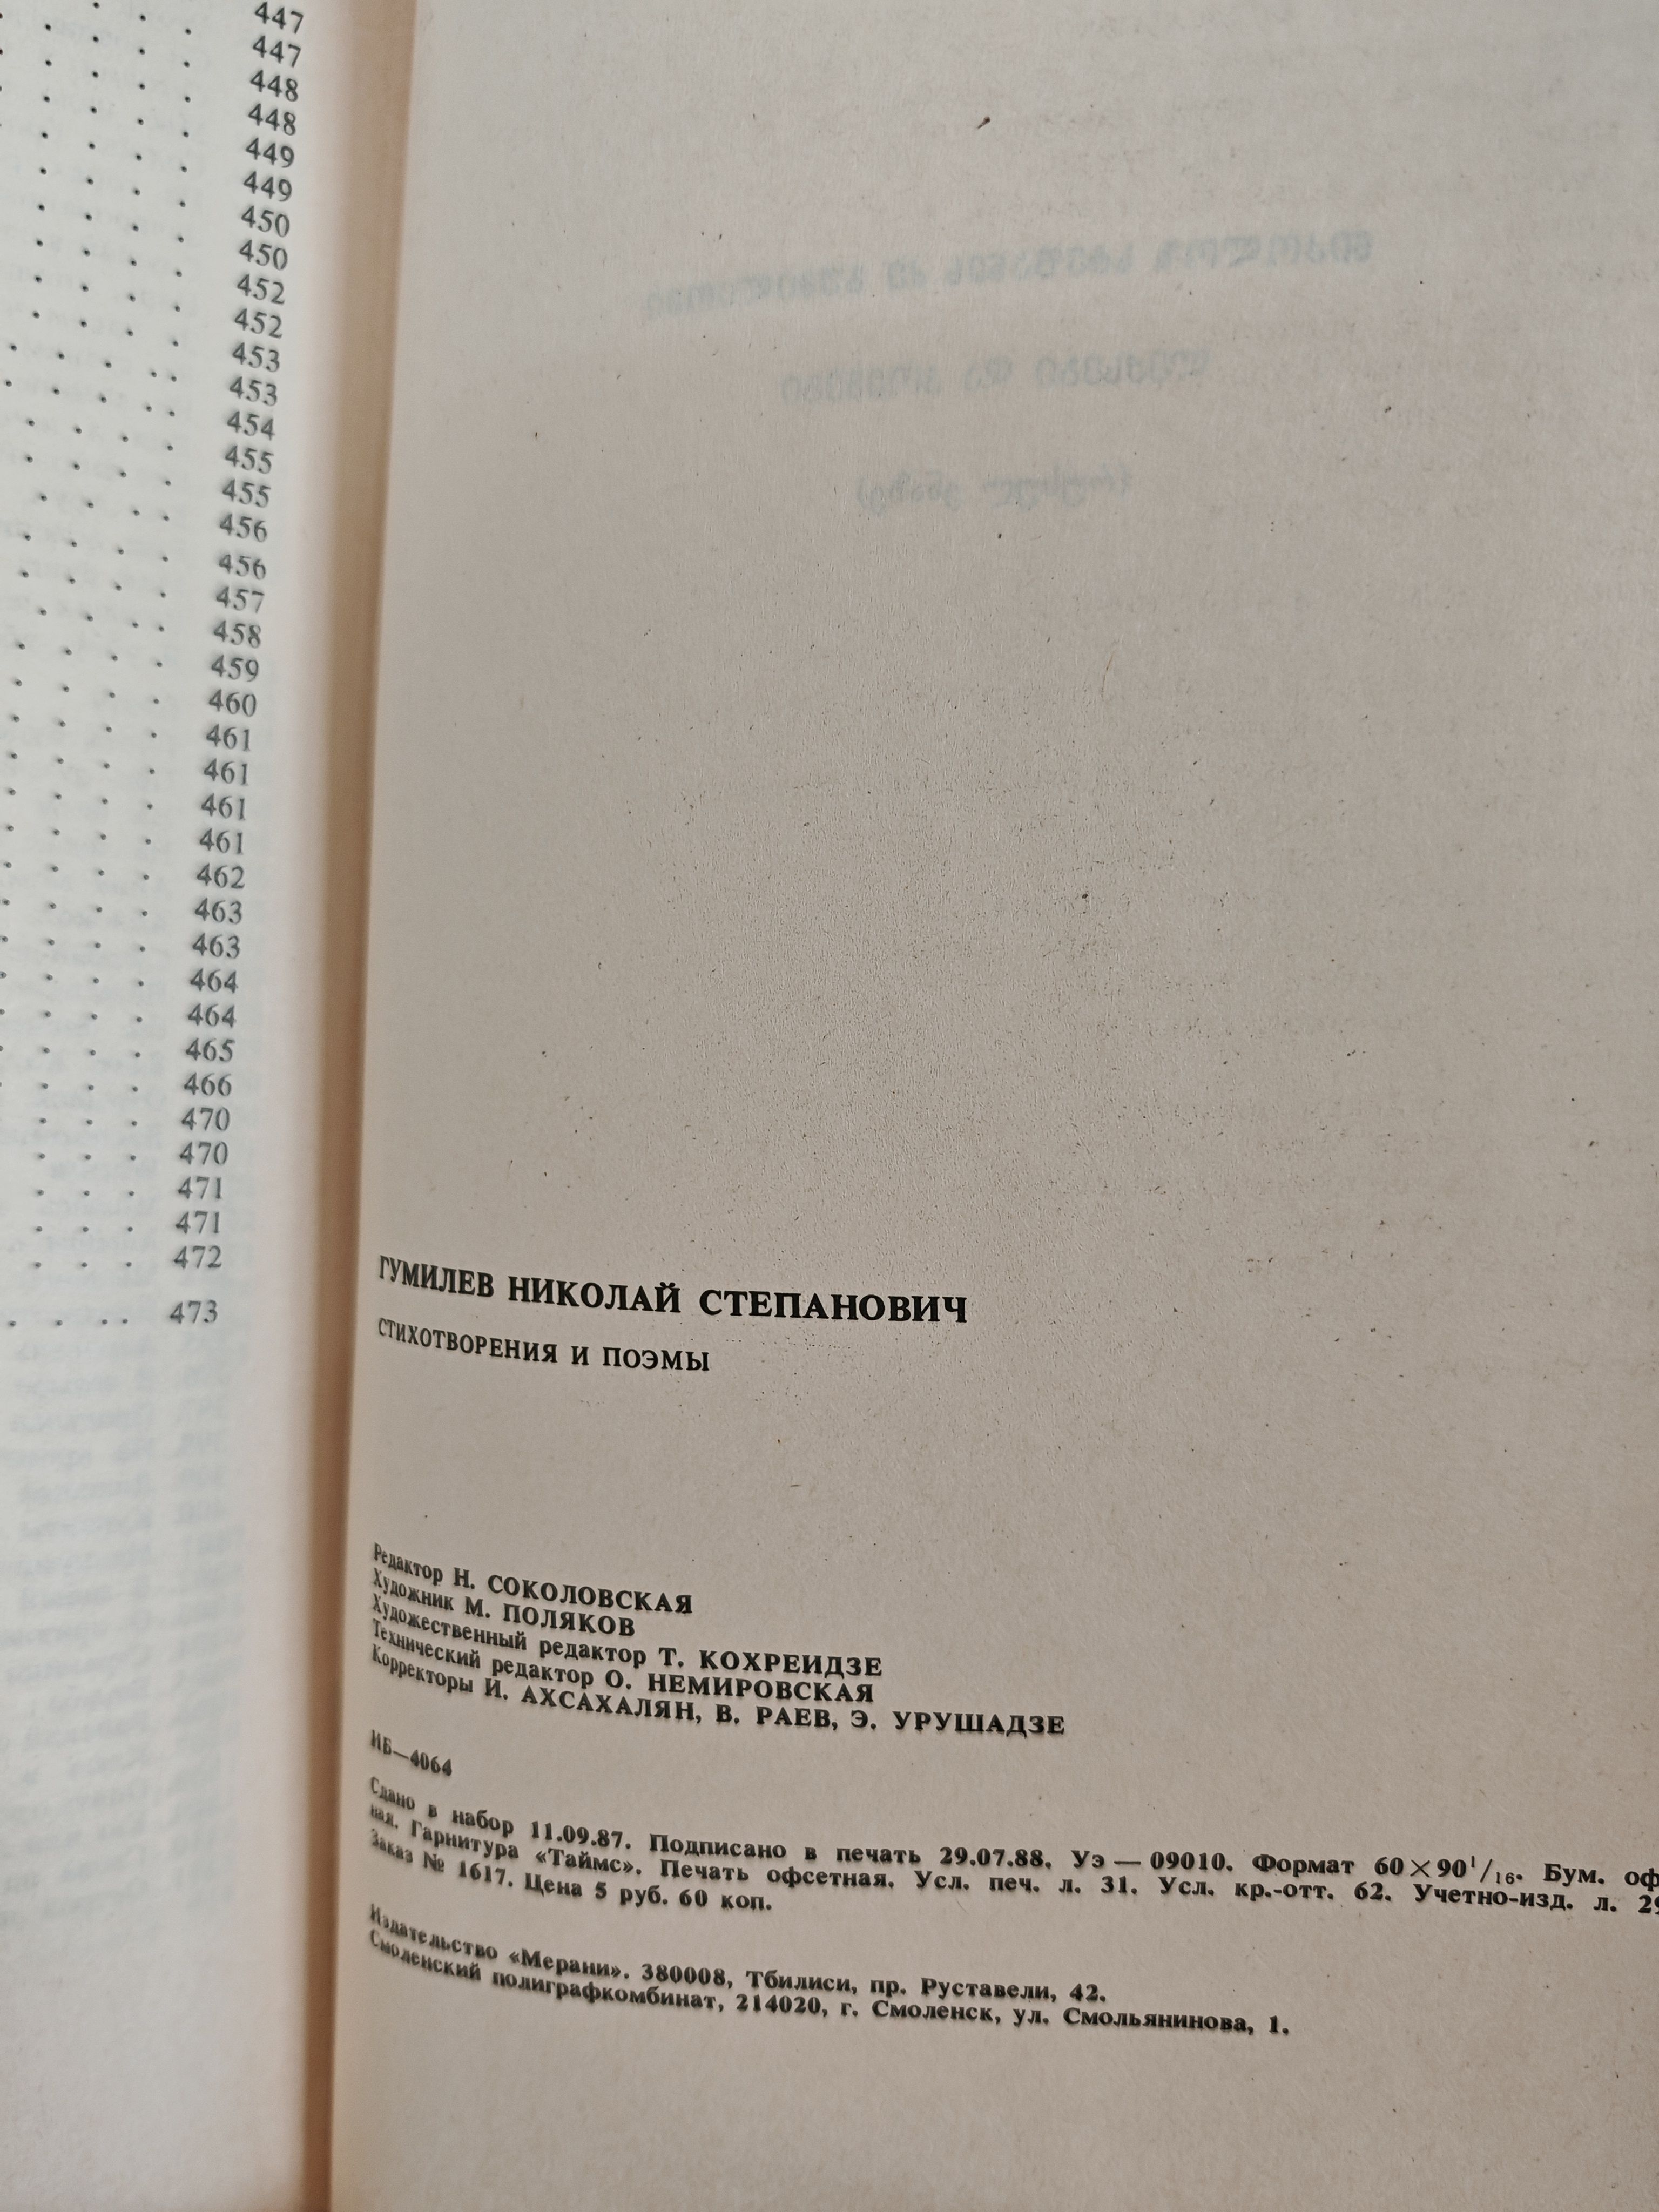 447
447
448
448
449
449
450
450
452
452
453
453
454
455
455
456
456
457
458
459
460
461
461
461
461
462
463
463
464
464
465
466
470
470
471
471
472
473
ГУМИЛЕВ НИКОЛАЙ СТЕПАНОВИЧ
СТИХОТВОРЕНИЯ И ПОЭМЫ
Редактор Н. СОКОЛОВСКАЯ
Художник М. ПОЛЯКОВ
Художественный редактор Т. КОХРЕИДЗЕ
Технический редактор О. НЕМИРОВСКАЯ
Корректоры И. АХСАХАЛЯН, В. РАЕВ, Э. УРУШАДЗЕ
ИБ—4064
Сдано в набор 11.09.87. Подписано в печать 29.07.88. Уэ — 09010. Формат 60×90¹/₁₆. Бум. оф
ная. Гарнитура «Таймс». Печать офсетная. Усл. печ. л. 31. Усл. кр.-отт. 62. Учетно-изд. л. 29
Заказ № 1617. Цена 5 руб. 60 коп.
Издательство «Мерани». 380008, Тбилиси, пр. Руставели, 42.
Смоленский полиграфкомбинат, 214020, г. Смоленск, ул. Смольянинова, 1.